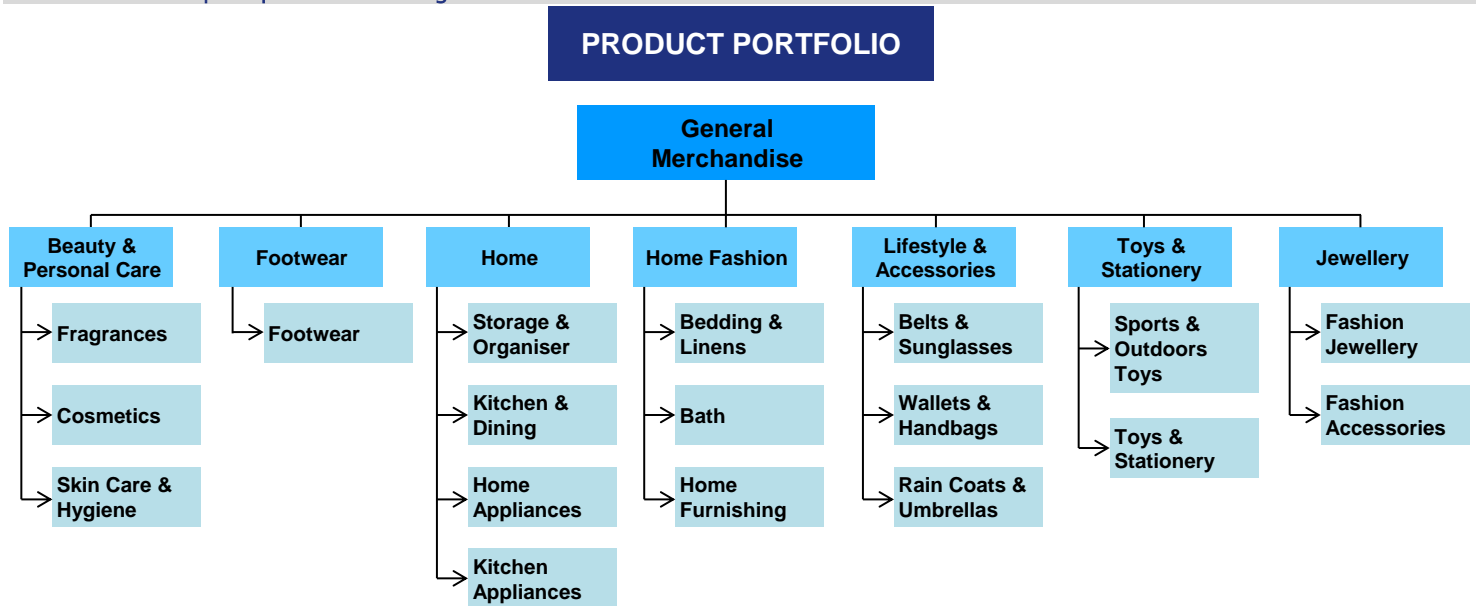 PRODUCT PORTFOLIO
General
Merchandise
Beauty &
Personal Care
Fragrances
Cosmetics
Skin Care &
Hygiene
Footwear
Footwear
Home
Storage &
Organiser
Kitchen &
Dining
Home
Appliances
Kitchen
Appliances
Home Fashion
Bedding &
Linens
Bath
Home
Furnishing
Lifestyle &
Accessories
Belts &
Sunglasses
Wallets &
Handbags
Rain Coats &
Umbrellas
Toys &
Stationery
Sports &
Outdoors
Toys
Toys &
Stationery
Jewellery
Fashion
Jewellery
Fashion
Accessories